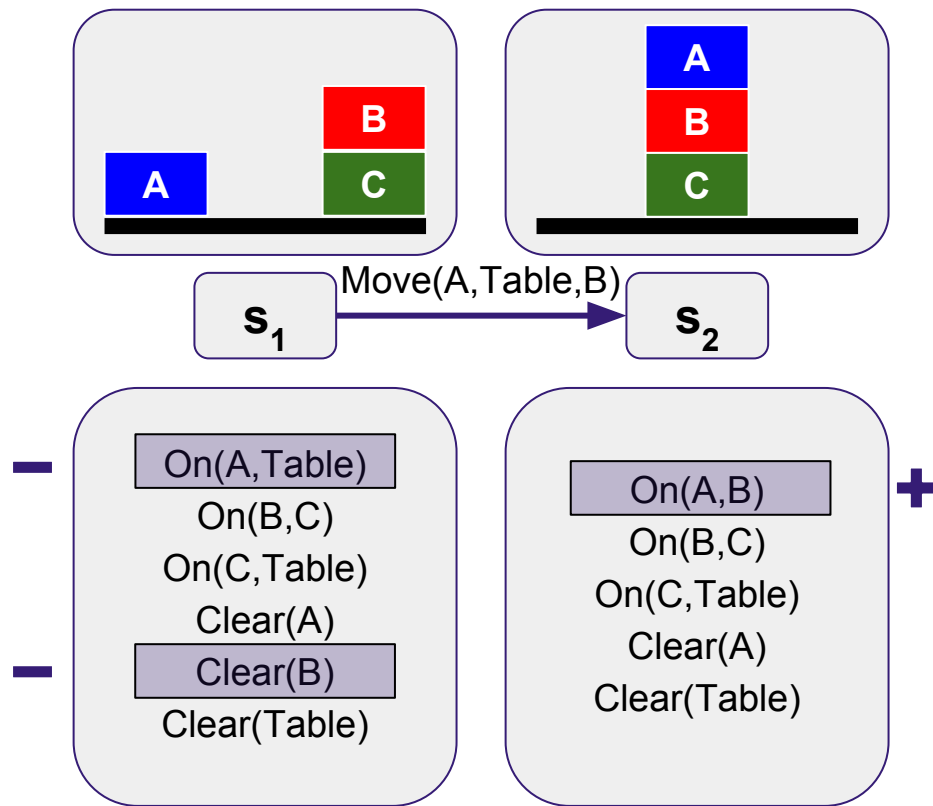 A
B
C
A
B
C
Move(A,Table,B)
s₁
s₂
−
On(A,Table)
On(B,C)
On(C,Table)
Clear(A)
−
Clear(B)
Clear(Table)
On(A,B)
+
On(B,C)
On(C,Table)
Clear(A)
Clear(Table)